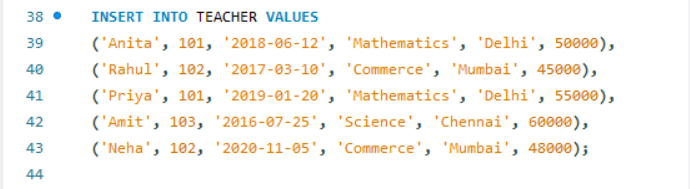 38 INSERT INTO TEACHER VALUES
39 ('Anita', 101, '2018-06-12', 'Mathematics', 'Delhi', 50000),
40 ('Rahul', 102, '2017-03-10', 'Commerce', 'Mumbai', 45000),
41 ('Priya', 101, '2019-01-20', 'Mathematics', 'Delhi', 55000),
42 ('Amit', 103, '2016-07-25', 'Science', 'Chennai', 60000),
43 ('Neha', 102, '2020-11-05', 'Commerce', 'Mumbai', 48000);
44